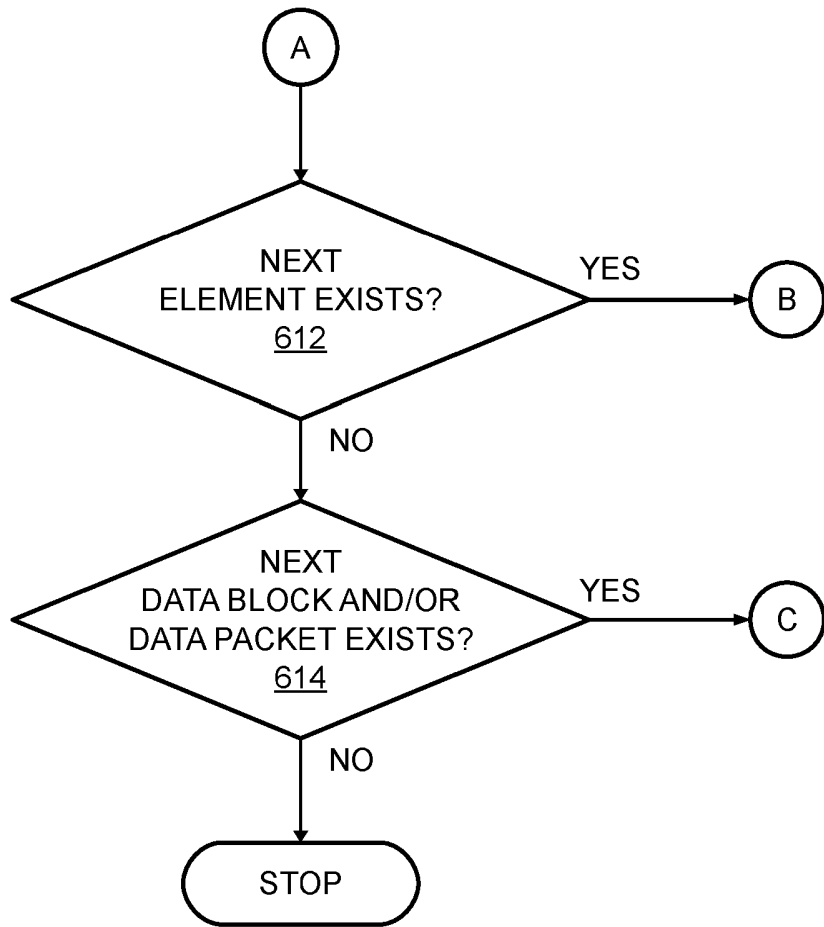 A
NEXT
ELEMENT EXISTS?
612
YES
B
NO
NEXT
DATA BLOCK AND/OR
DATA PACKET EXISTS?
614
YES
C
NO
STOP